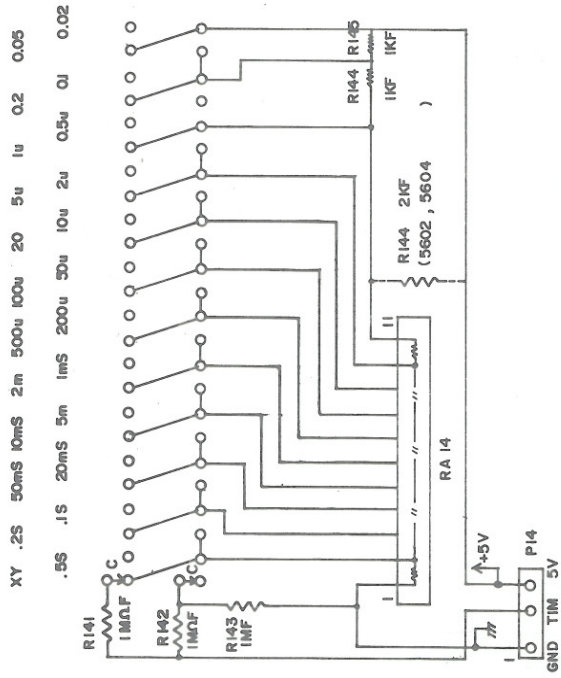 XY .2S 50mS 10mS 2m 500u 100u 20 5u 1u 0.2 0.05
.5S .1S 20mS 5m 1mS 200u 50u 10u 2u 0.5u 0.1 0.02
R141
1MΩF
C
R142
1MΩF
C
R143
1MF
R144
1KF
R145
1KF
R144 2KF
(5602, 5604 )
1
11
RA 14
+5V
P14
1
GND TIM 5V